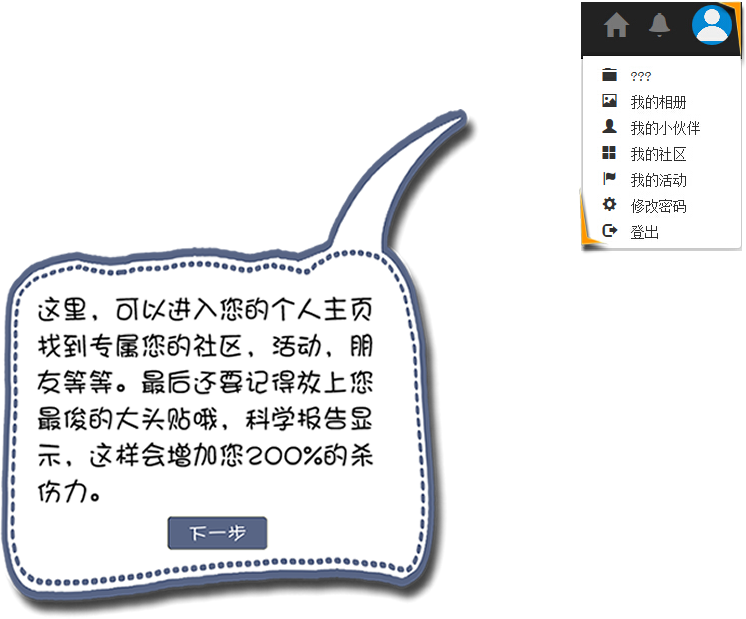 ???
我的相册
我的小伙伴
我的社区
我的活动
修改密码
登出
这里，可以进入您的个人主页
找到专属您的社区，活动，朋
友等等。最后还要记得放上您
最俊的大头贴哦，科学报告显
示，这样会增加您200%的杀
伤力。
下一步